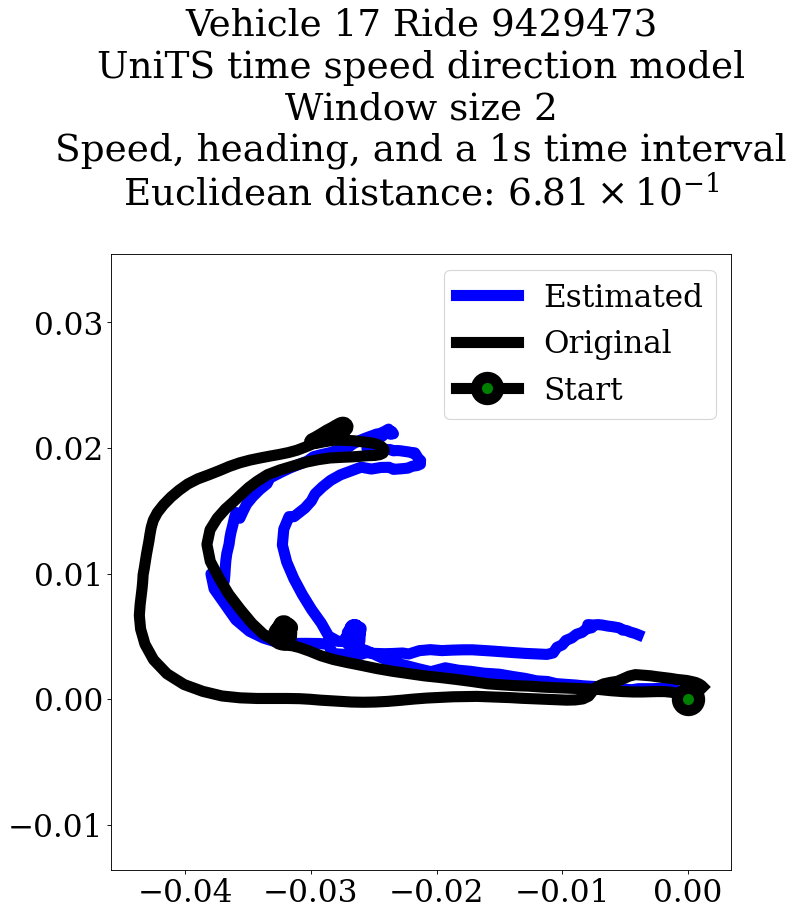 Vehicle 17 Ride 9429473
UniTS time speed direction model
Window size 2
Speed, heading, and a 1s time interval
Euclidean distance: 6.81 × 10⁻¹
Estimated
Original
Start
0.03
0.02
0.01
0.00
−0.01
−0.04 −0.03 −0.02 −0.01 0.00